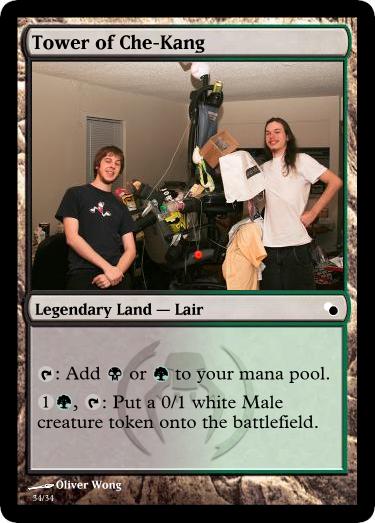 Tower of Che-Kang
Legendary Land — Lair
: Add or to your mana pool.
1 , : Put a 0/1 white Male
creature token onto the battlefield.
Oliver Wong
34/34